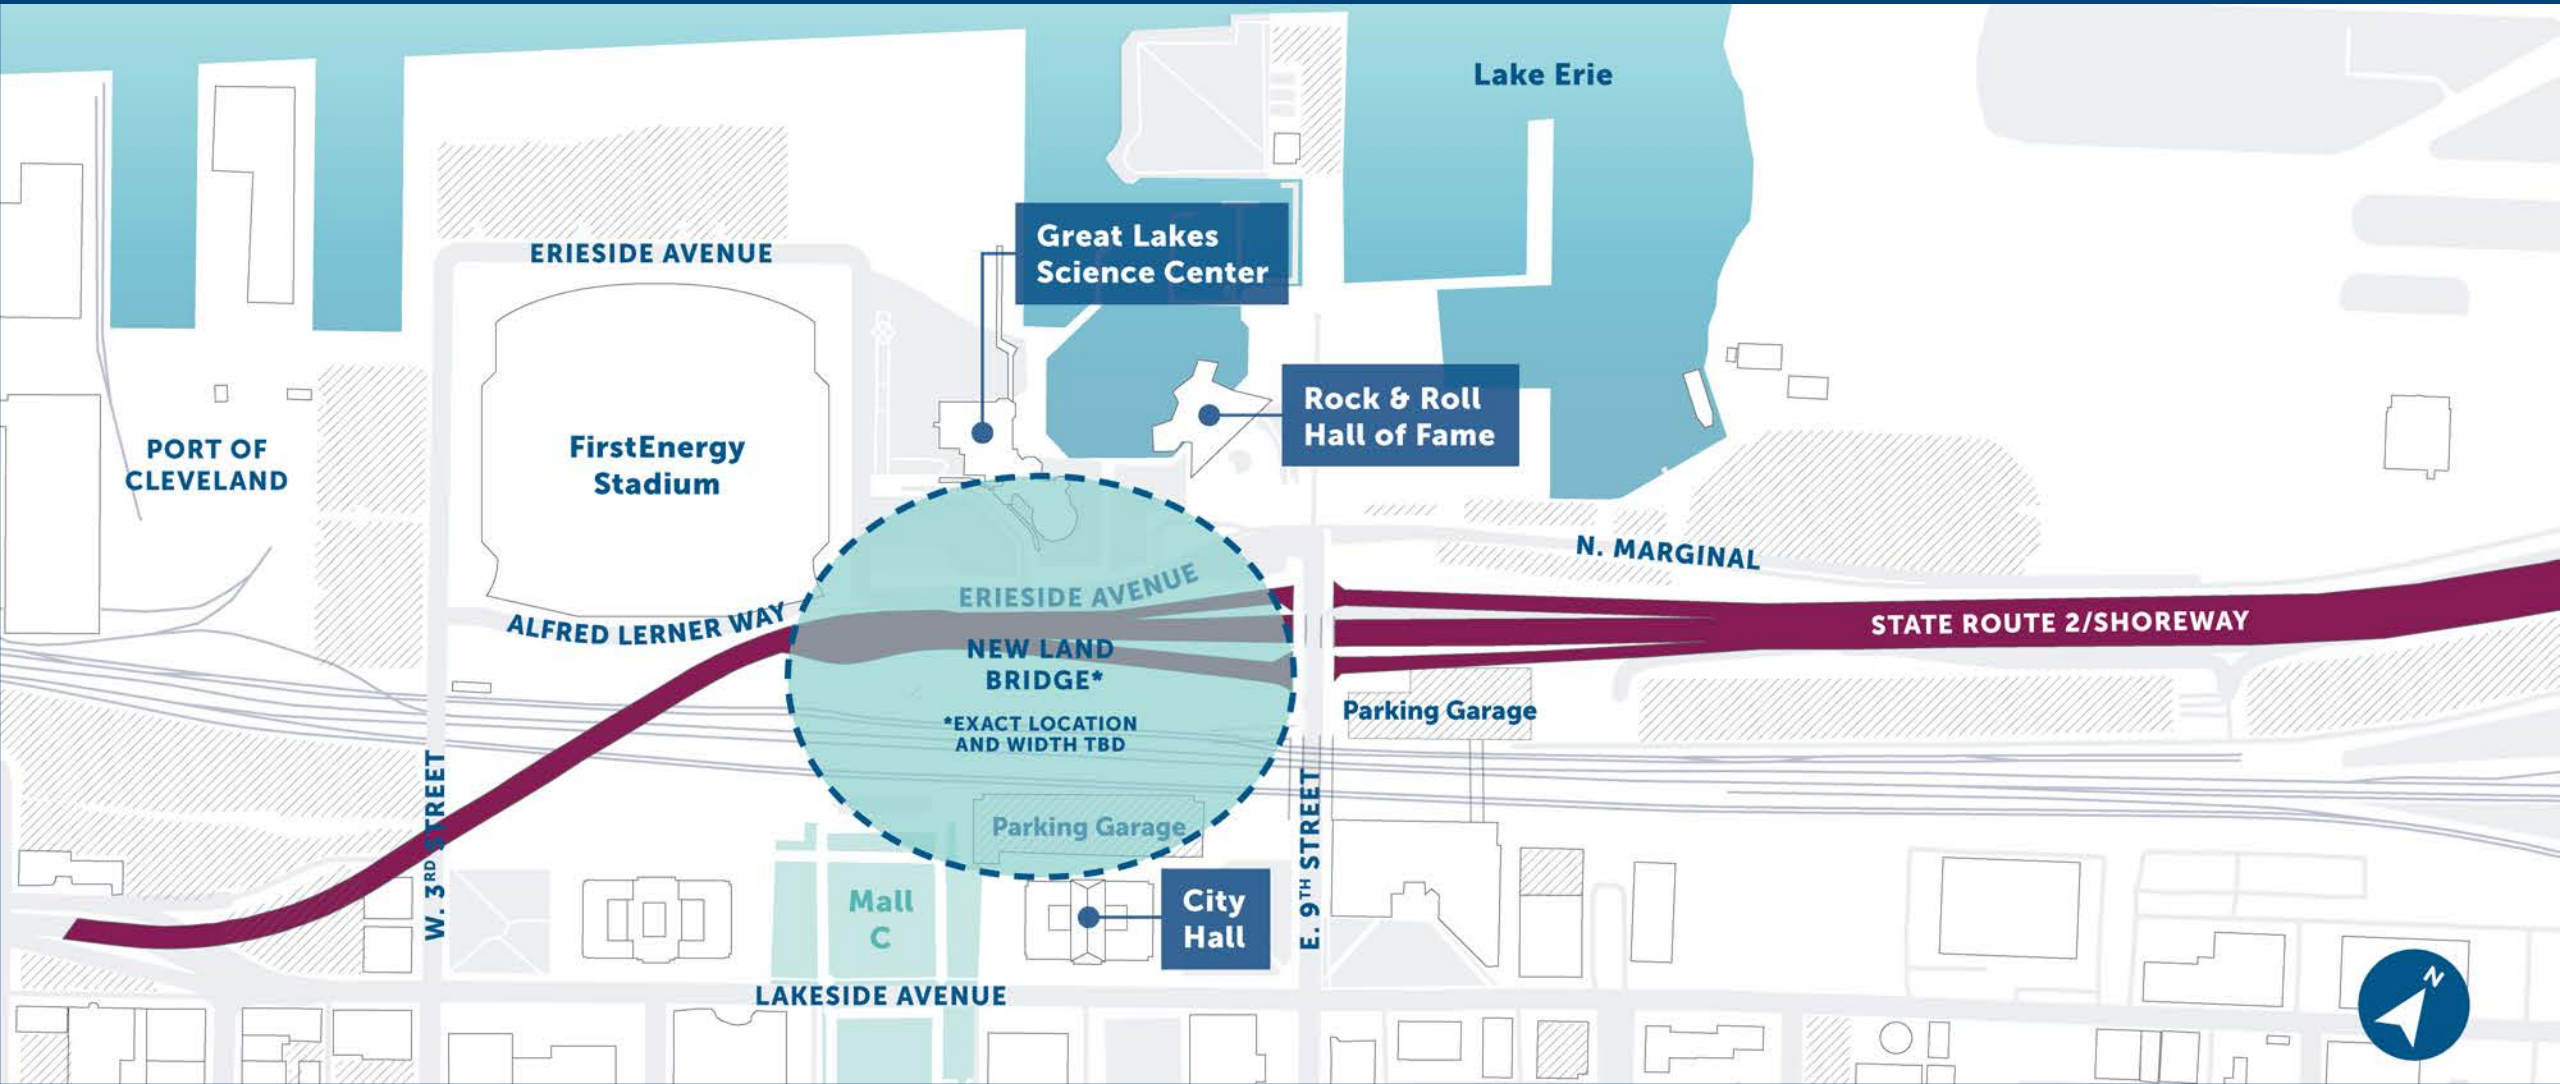 Lake Erie
Great Lakes
Science Center
ERIESIDE AVENUE
Rock & Roll
Hall of Fame
PORT OF
CLEVELAND
FirstEnergy
Stadium
N. MARGINAL
ERIESIDE AVENUE
ALFRED LERNER WAY
STATE ROUTE 2/SHOREWAY
NEW LAND
BRIDGE*
*EXACT LOCATION
AND WIDTH TBD
Parking Garage
W. 3RD STREET
E. 9TH STREET
Parking Garage
Mall
C
City
Hall
LAKESIDE AVENUE
N